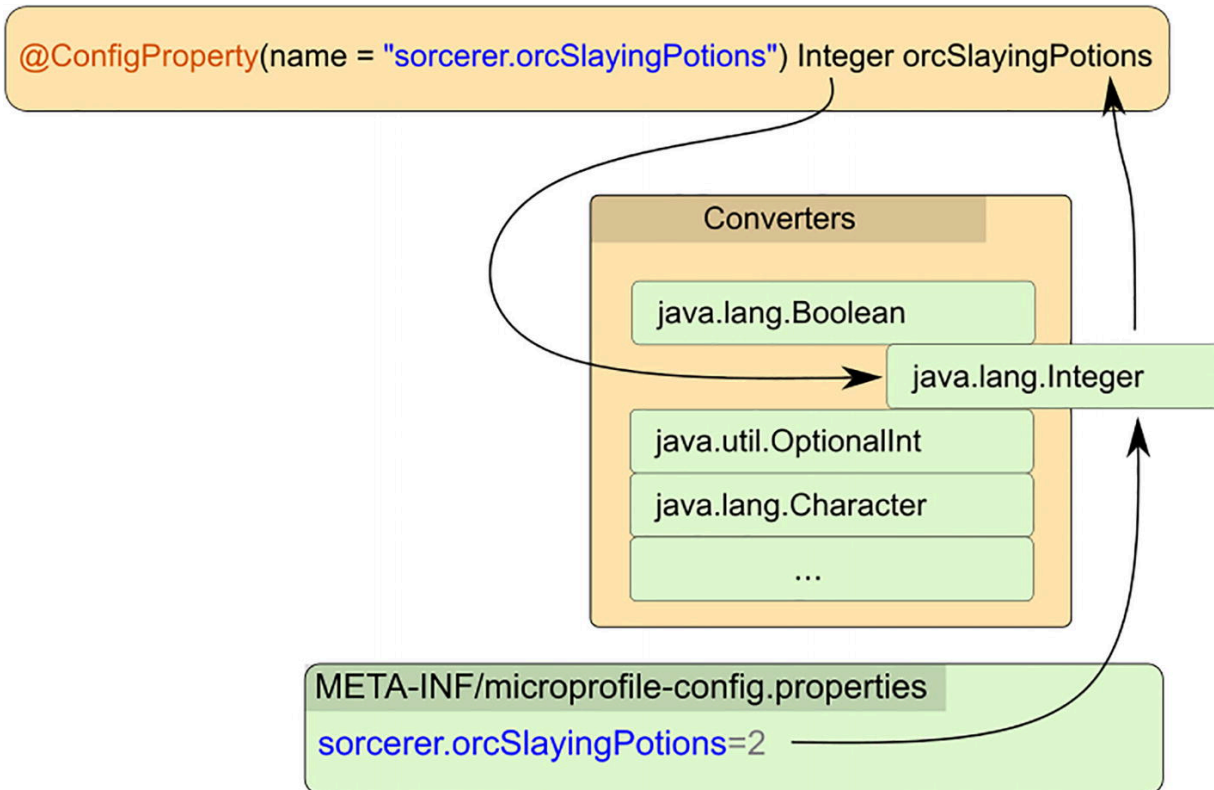 @ConfigProperty(name = "sorcerer.orcSlayingPotions") Integer orcSlayingPotions
Converters
java.lang.Boolean
java.lang.Integer
java.util.OptionalInt
java.lang.Character
...
META-INF/microprofile-config.properties
sorcerer.orcSlayingPotions=2